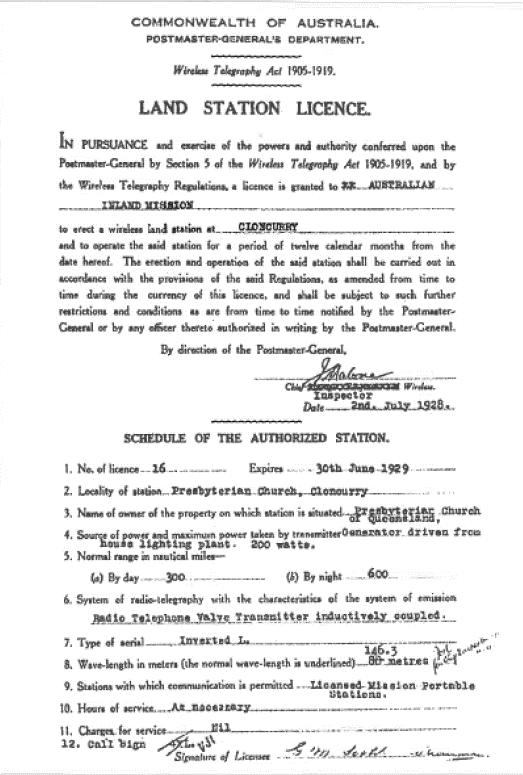 COMMONWEALTH OF AUSTRALIA.
POSTMASTER-GENERAL'S DEPARTMENT.
Wireless Telegraphy Act 1905-1919.
LAND STATION LICENCE.
IN PURSUANCE and exercise of the powers and authority conferred upon the
Postmaster-General by Section 5 of the Wireless Telegraphy Act 1905-1919, and by
the Wireless Telegraphy Regulations, a licence is granted to AUSTRALIAN
INLAND MISSION
to erect a wireless land station at CLONCURRY
and to operate the said station for a period of twelve calendar months from the
date hereof. The erection and operation of the said station shall be carried out in
accordance with the provisions of the said Regulations, as amended from time to
time during the currency of this licence, and shall be subject to such further
restrictions and conditions as are from time to time notified by the Postmaster-
General or by any officer thereto authorized in writing by the Postmaster-General.
By direction of the Postmaster-General,
J Malone
Chief Wireless.
Inspector
Date 2nd. July 1928.
SCHEDULE OF THE AUTHORIZED STATION.
1. No. of licence 16 Expires 30th June 1929
2. Locality of station Presbyterian Church, Cloncurry
3. Name of owner of the property on which station is situated Presbyterian Church
of Queensland,
4. Source of power and maximum power taken by transmitter Generator driven from
house lighting plant. 200 watts.
5. Normal range in nautical miles—
(a) By day 300 (b) By night 600
6. System of radio-telegraphy with the characteristics of the system of emission
Radio Telephone Valve Transmitter inductively coupled.
7. Type of aerial Inverted L.
146.3
8. Wave-length in meters (the normal wave-length is underlined) 80 metres
9. Stations with which communication is permitted Licensed Mission Portable
Stations.
10. Hours of service As necessary
11. Charges for service Nil
12. Call sign
Signature of Licensee G M Scott